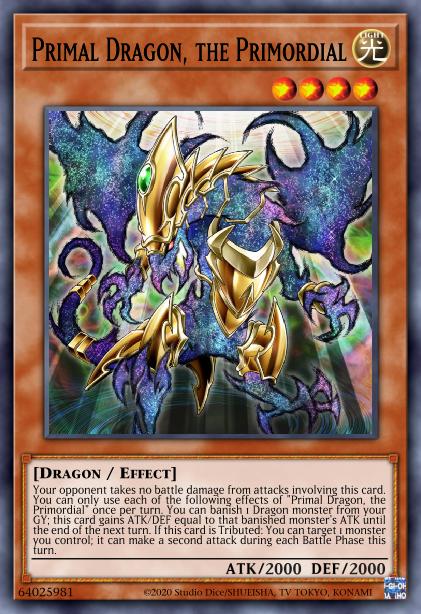 PRIMAL DRAGON, THE PRIMORDIAL
LIGHT
光
[DRAGON / EFFECT]
Your opponent takes no battle damage from attacks involving this card.
You can only use each of the following effects of "Primal Dragon, the
Primordial" once per turn. You can banish 1 Dragon monster from your
GY; this card gains ATK/DEF equal to that banished monster's ATK until
the end of the next turn. If this card is Tributed: You can target 1 monster
you control; it can make a second attack during each Battle Phase this
turn.
ATK/2000 DEF/2000
64025981
©2020 Studio Dice/SHUEISHA, TV TOKYO, KONAMI